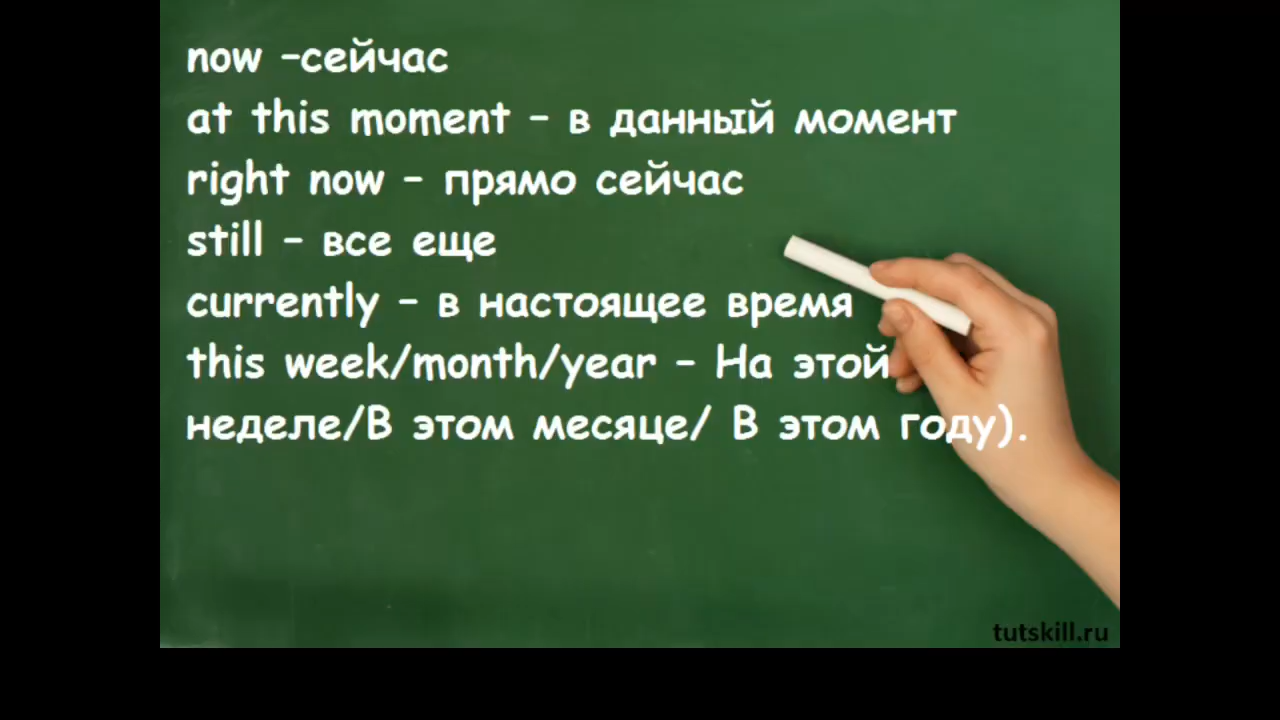 now –сейчас
at this moment – в данный момент
right now – прямо сейчас
still – все еще
currently – в настоящее время
this week/month/year – На этой
неделе/В этом месяце/ В этом году).
tutskill.ru